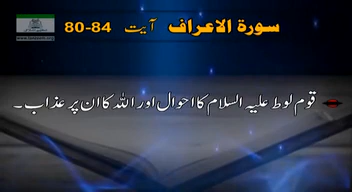 سورة الاعراف آیت 80-84
قوم لوط علیہ السلام کا احوال اور اللہ کا ان پر عذاب ۔